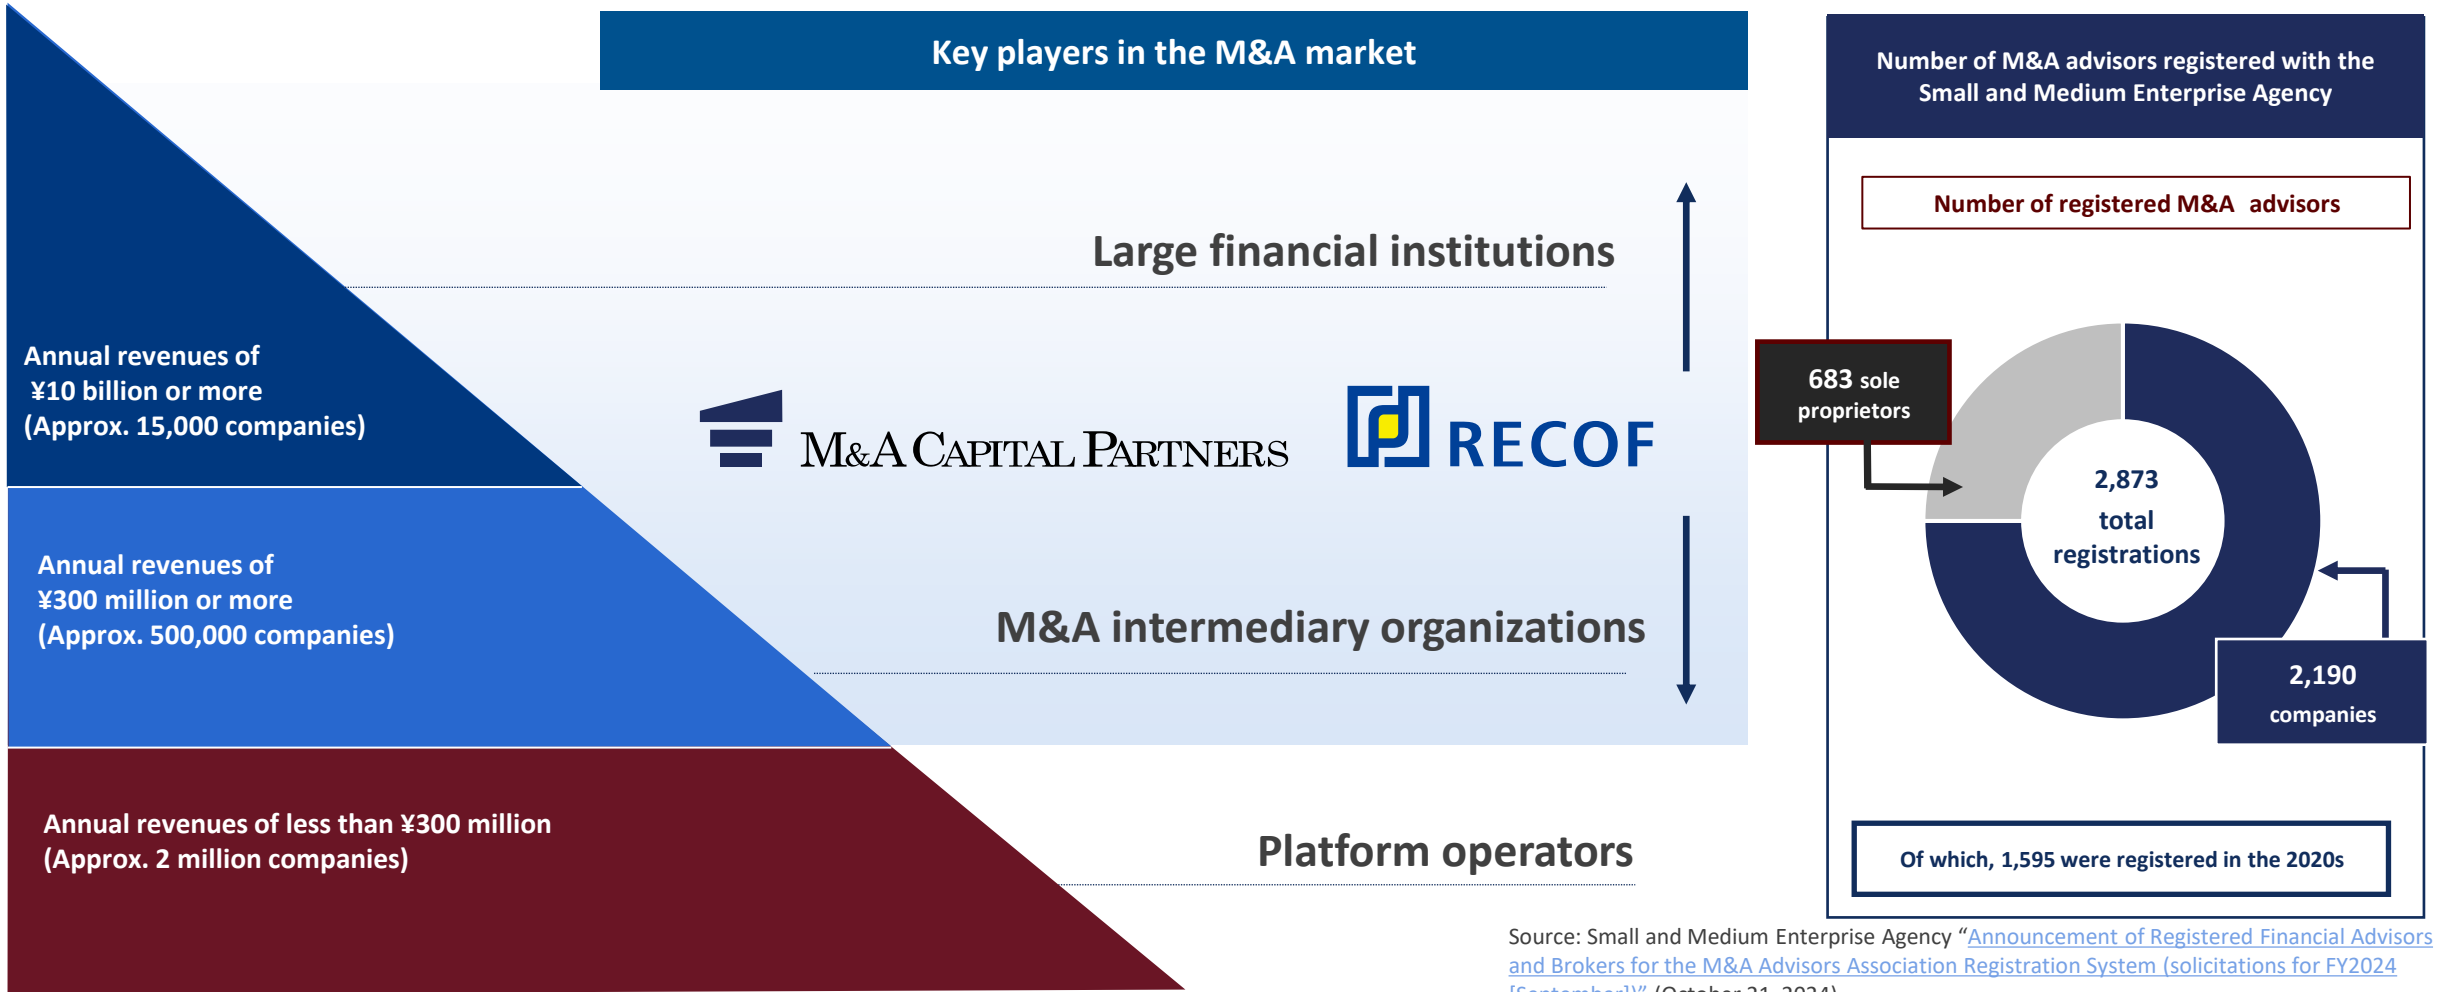 Key players in the M&A market
Large financial institutions
Annual revenues of
¥10 billion or more
(Approx. 15,000 companies)
M&A CAPITAL PARTNERS
RECOF
Annual revenues of
¥300 million or more
(Approx. 500,000 companies)
M&A intermediary organizations
Annual revenues of less than ¥300 million
(Approx. 2 million companies)
Platform operators
Number of M&A advisors registered with the
Small and Medium Enterprise Agency
Number of registered M&A advisors
683 sole
proprietors
2,873
total
registrations
2,190
companies
Of which, 1,595 were registered in the 2020s
Source: Small and Medium Enterprise Agency “Announcement of Registered Financial Advisors
and Brokers for the M&A Advisors Association Registration System (solicitations for FY2024
[September])” (October 31, 2024)